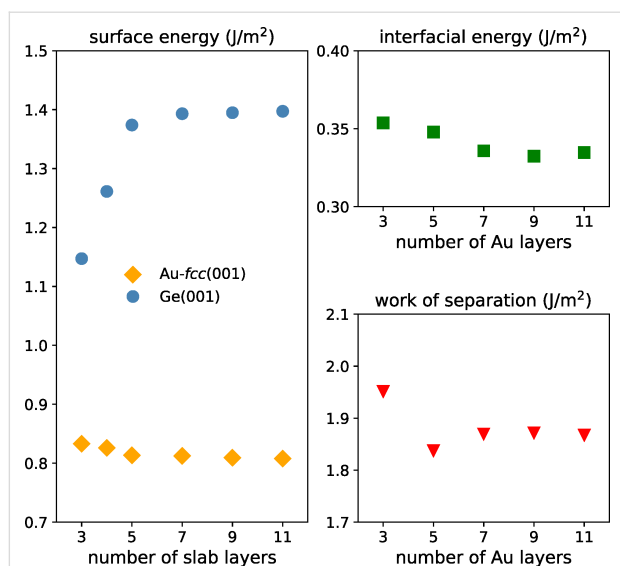 surface energy (J/m²)
1.5
1.4
1.3
1.2
1.1
1.0
0.9
0.8
0.7
Au-fcc(001)
Ge(001)
3 5 7 9 11
number of slab layers
interfacial energy (J/m²)
0.40
0.35
0.30
3 5 7 9 11
number of Au layers
work of separation (J/m²)
2.1
2.0
1.9
1.8
1.7
3 5 7 9 11
number of Au layers